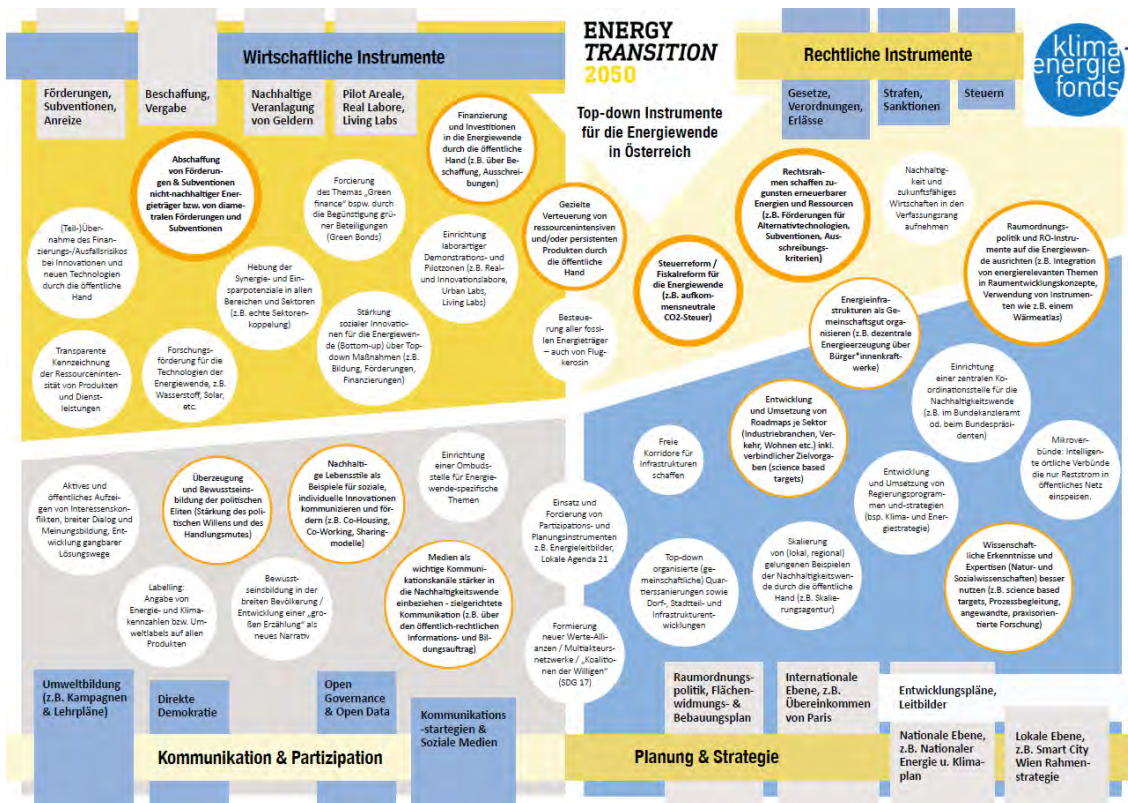 ENERGY
TRANSITION
2050
Top-down Instrumente
für die Energiewende
in Österreich
klima-
energie
fonds
Wirtschaftliche Instrumente
Förderungen,
Subventionen,
Anreize
Beschaffung,
Vergabe
Nachhaltige
Veranlagung
von Geldern
Pilot Areale,
Real Labore,
Living Labs
Abschaffung
von Förderun-
gen & Subventionen
nicht-nachhaltiger Ener-
gieträger bzw. von diame-
tralen Förderungen und
Subventionen
Finanzierung
und Investitionen
in die Energiewende
durch die öffentliche
Hand (z.B. über Be-
schaffung, Ausschrei-
bungen)
Forcierung
des Themas „Green
finance" bspw. durch
die Begünstigung grü-
ner Beteiligungen
(Green Bonds)
(Teil-)Über-
nahme des Finan-
zierungs-/Ausfallsrisikos
bei Innovationen und
neuen Technologien
durch die öffentliche
Hand
Hebung der
Synergie- und Ein-
sparpotenziale in allen
Bereichen und Sektoren
(z.B. echte Sektoren-
koppelung)
Einrichtung
laborartiger
Demonstrations- und
Pilotzonen (z.B. Real-
und Innovationslabore,
Urban Labs,
Living Labs)
Stärkung
sozialer Innovatio-
nen für die Energiewen-
de (Bottom-up) über Top-
down Maßnahmen (z.B.
Bildung, Förderungen,
Finanzierungen)
Transparente
Kennzeichnung
der Ressourceninten-
sität von Produkten
und Dienst-
leistungen
Forschungs-
förderung für die
Technologien der
Energiewende, z.B.
Wasserstoff, Solar,
etc.
Gezielte
Verteuerung von
ressourcenintensiven
und/oder persistenten
Produkten durch
die öffentliche
Hand
Besteue-
rung aller fossi-
len Energieträger
– auch von Flug-
kerosin
Rechtliche Instrumente
Gesetze,
Verordnungen,
Erlässe
Strafen,
Sanktionen
Steuern
Steuerreform /
Fiskalreform für
die Energiewende
(z.B. aufkom-
mensneutrale
CO2-Steuer)
Rechtsrah-
men schaffen zu-
gunsten erneuerbarer
Energien und Ressourcen
(z.B. Förderungen für
Alternativtechnologien,
Subventionen, Aus-
schreibungs-
kriterien)
Nachhaltig-
keit und
zukunftsfähiges
Wirtschaften in den
Verfassungsrang
aufnehmen
Raumordnungs-
politik und RO-Instru-
mente auf die Energiewen-
de ausrichten (z.B. Integration
von energierelevanten Themen
in Raumentwicklungskonzepte,
Verwendung von Instrumen-
ten wie z.B. einem
Wärmeatlas)
Energieinfra-
strukturen als Ge-
meinschaftsgut orga-
nisieren (z.B. dezentrale
Energieerzeugung über
Bürger*innenkraft-
werke)
Einrichtung
einer zentralen Ko-
ordinationsstelle für die
Nachhaltigkeitswende
(z.B. im Bundeskanzleramt
od. beim Bundespräsi-
denten)
Entwicklung
und Umsetzung von
Roadmaps je Sektor
(Industriebranchen, Ver-
kehr, Wohnen etc.) inkl.
verbindlicher Zielvorga-
ben (science based
targets)
Freie
Korridore für
Infrastrukturen
schaffen
Mikrover-
bünde: Intelligen-
te örtliche Verbünde
die nur Reststrom in
öffentliches Netz
einspeisen.
Entwicklung
und Umsetzung von
Regierungsprogram-
men und-strategien
(bsp. Klima- und Ener-
giestrategie)
Skalierung
von (lokal, regional)
gelungenen Beispielen
der Nachhaltigkeitswen-
de durch die öffentliche
Hand (z.B. Skalie-
rungsagentur)
Wissenschaft-
liche Erkenntnisse und
Expertisen (Natur- und
Sozialwissenschaften) besser
nutzen (z.B. science based
targets, Prozessbegleitung,
angewandte, praxisorien-
tierte Forschung)
Top-down
organisierte (ge-
meinschaftliche) Quar-
tierssanierungen sowie
Dorf-, Stadtteil- und
Infrastrukturent-
wicklungen
Einsatz und
Forcierung von
Partizipations- und
Planungsinstrumenten
z.B. Energieleitbilder,
Lokale Agenda 21
Formierung
neuer Werte-Alli-
anzen / Multiakteurs-
netzwerke / „Koalitio-
nen der Willigen"
(SDG 17)
Aktives und
öffentliches Aufzei-
gen von Interessenskon-
flikten, breiter Dialog und
Meinungsbildung, Ent-
wicklung gangbarer
Lösungswege
Überzeugung
und Bewusstseins-
bildung der politischen
Eliten (Stärkung des poli-
tischen Willens und des
Handlungsmutes)
Nachhalti-
ge Lebensstile als
Beispiele für soziale,
individuelle Innovationen
kommunizieren und för-
dern (z.B. Co-Housing,
Co-Working, Sharing-
modelle)
Einrichtung
einer Ombuds-
stelle für Energie-
wende-spezifische
Themen
Medien als
wichtige Kommuni-
kationskanäle stärker in
die Nachhaltigkeitswende
einbeziehen - zielgerichtete
Kommunikation (z.B. über
den öffentlich-rechtlichen
Informations- und Bil-
dungsauftrag)
Labelling:
Angabe von
Energie- und Klima-
kennzahlen bzw. Um-
weltlabels auf allen
Produkten
Bewusst-
seinsbildung in der
breiten Bevölkerung /
Entwicklung einer „gro-
ßen Erzählung" als
neues Narrativ
Umweltbildung
(z.B. Kampagnen
& Lehrpläne)
Direkte
Demokratie
Open
Governance
& Open Data
Kommunikations
-startegien &
Soziale Medien
Kommunikation & Partizipation
Raumordnungs-
politik, Flächen-
widmungs- &
Bebauungsplan
Internationale
Ebene, z.B.
Übereinkommen
von Paris
Entwicklungspläne,
Leitbilder
Nationale Ebene,
z.B. Nationaler
Energie u. Klima-
plan
Lokale Ebene,
z.B. Smart City
Wien Rahmen-
strategie
Planung & Strategie